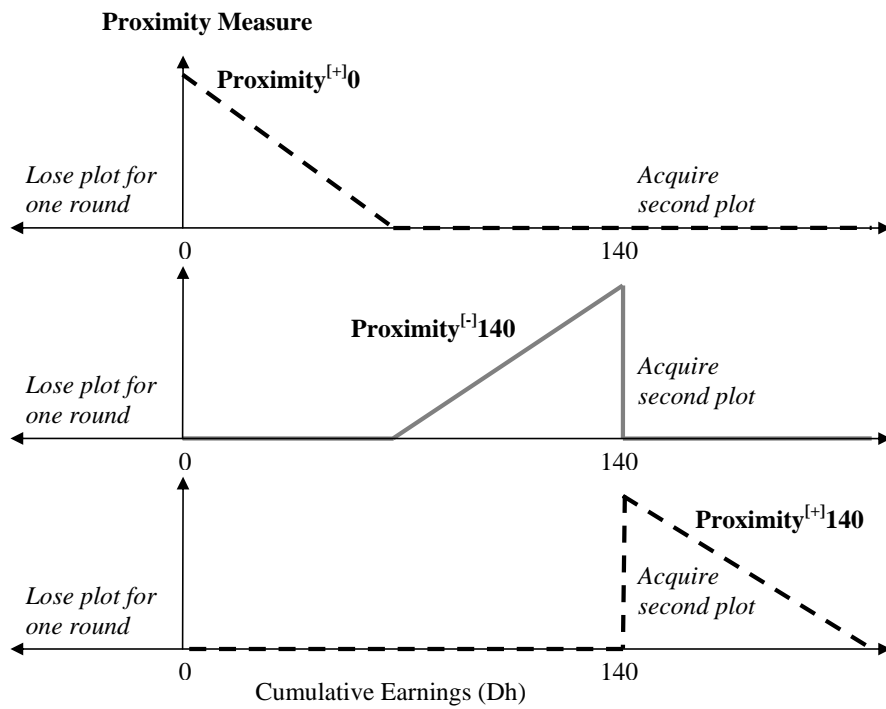 Proximity Measure
Proximity[+]0
Lose plot for
one round
Acquire
second plot
0
140
Proximity[-]140
Lose plot for
one round
Acquire
second plot
0
140
Proximity[+]140
Lose plot for
one round
Acquire
second plot
0
140
Cumulative Earnings (Dh)